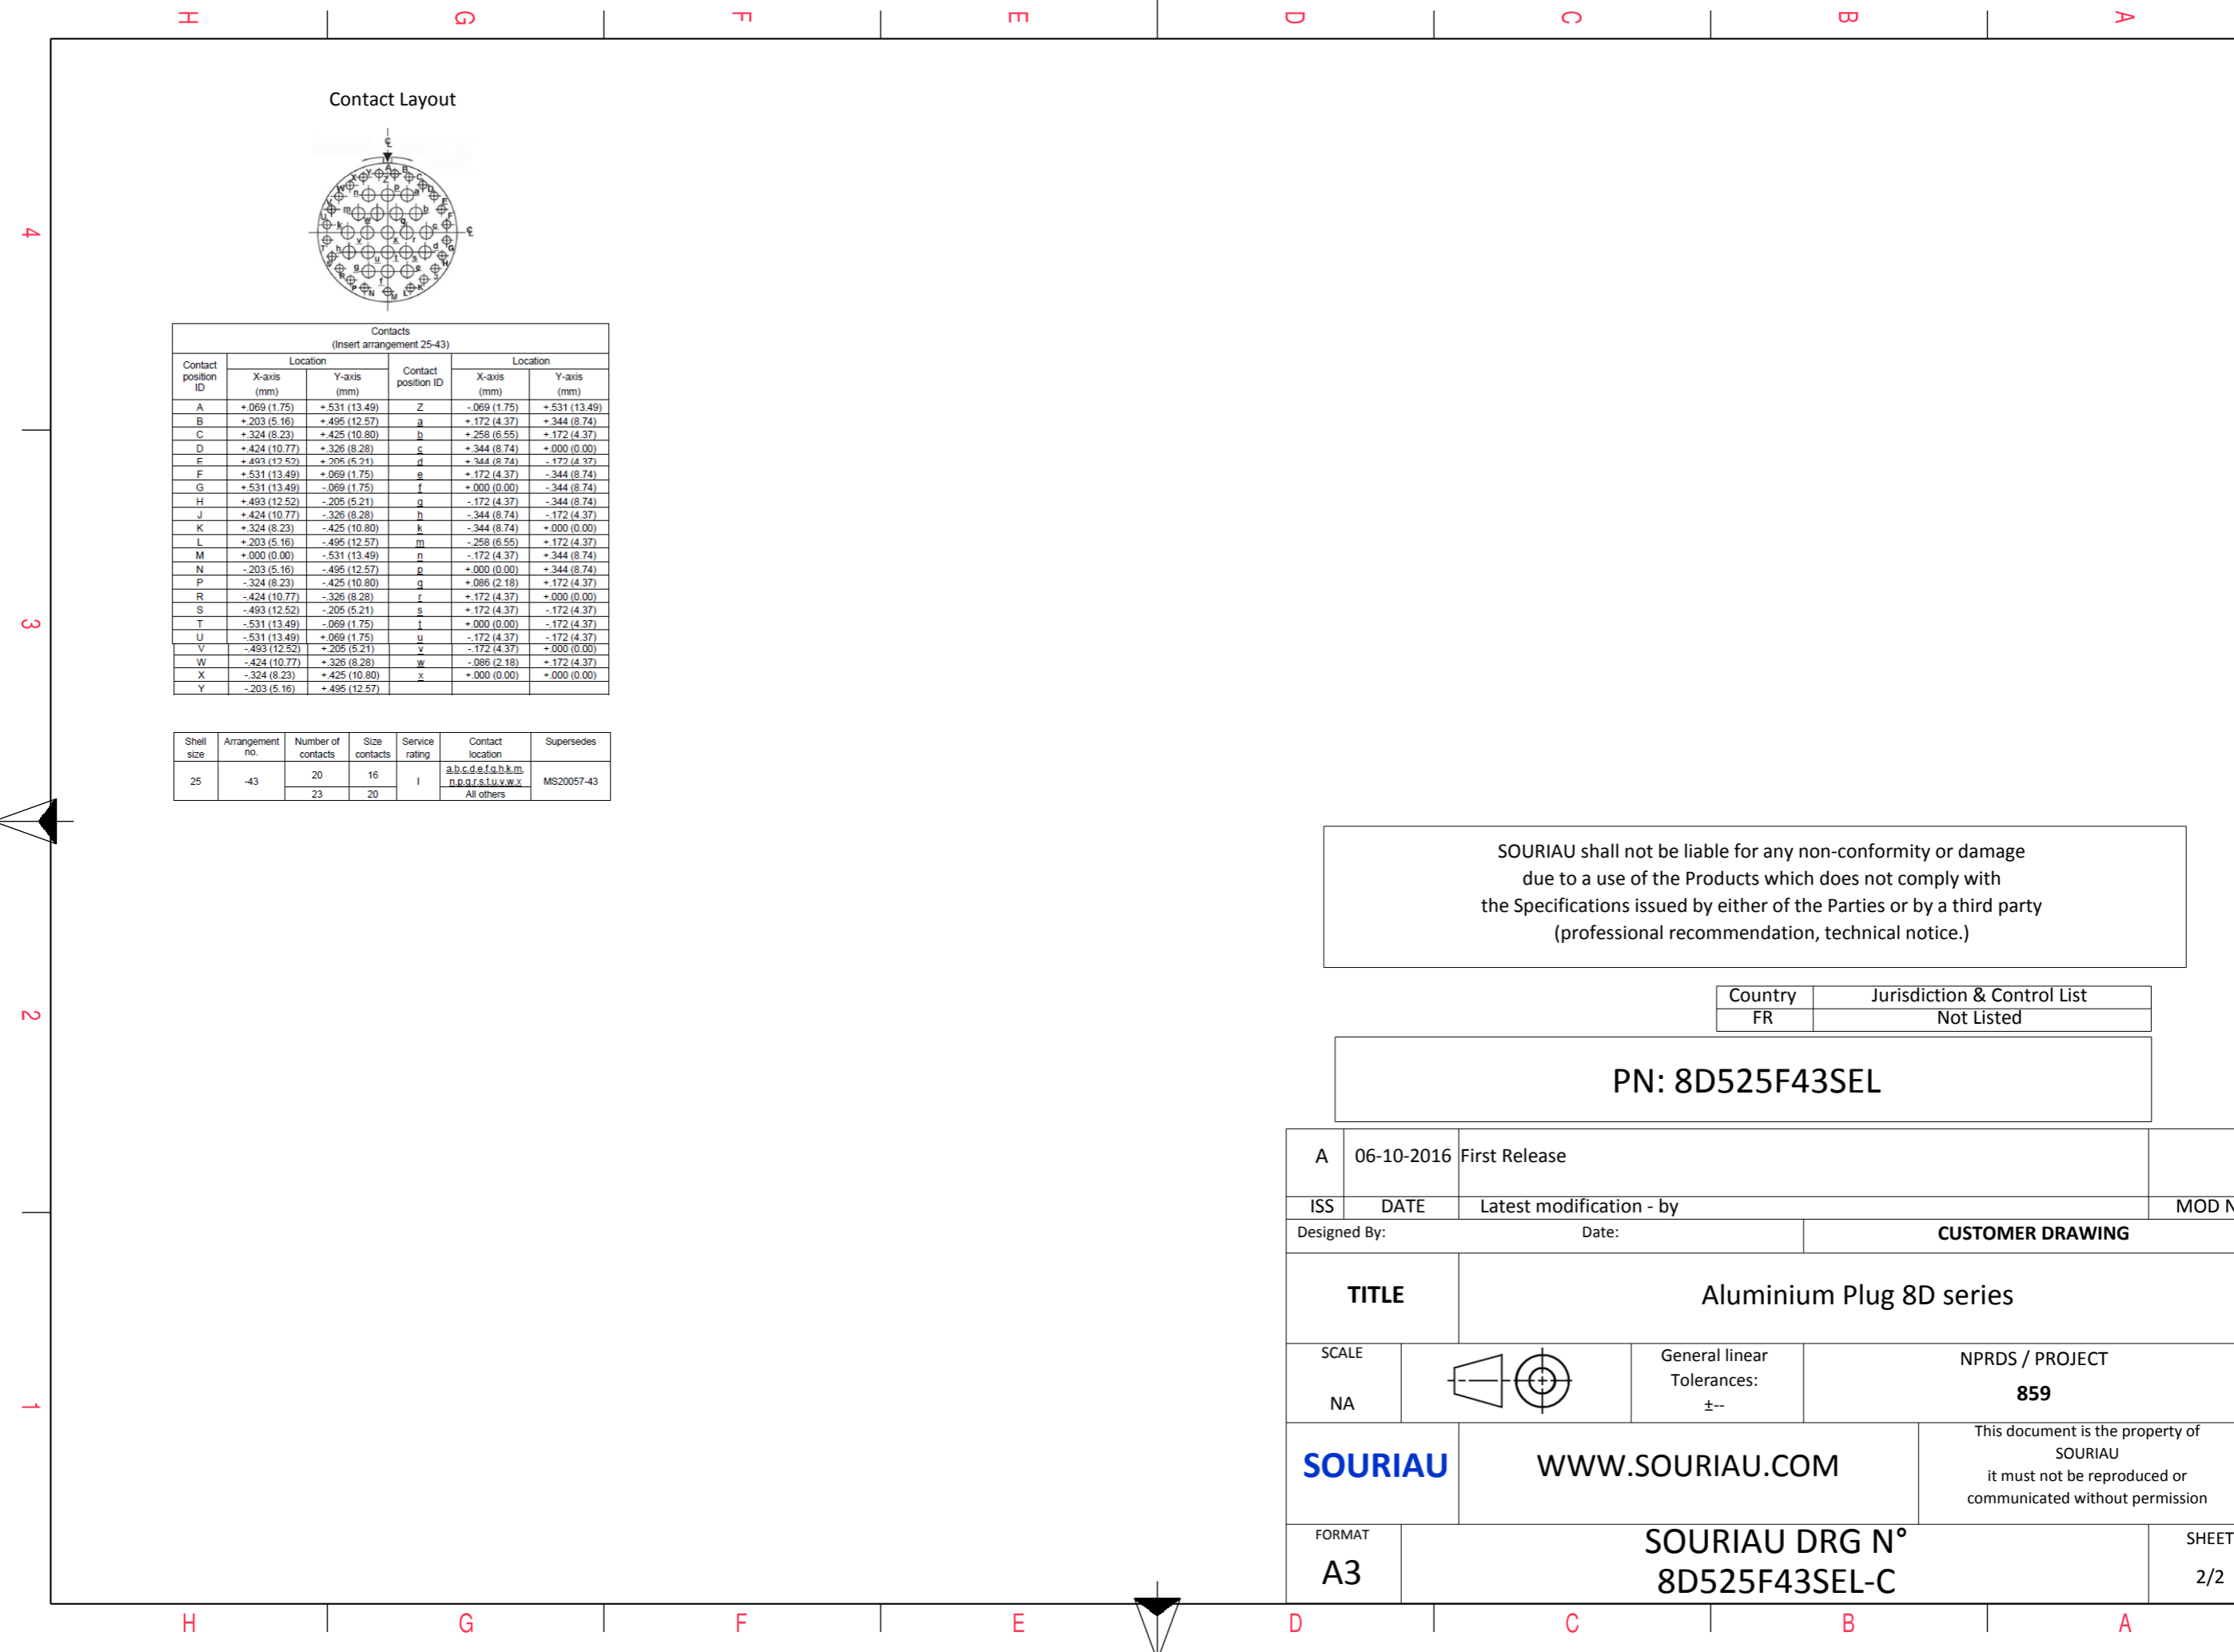 H G F E D C B A
Contact Layout
Contacts
(Insert arrangement 25-43)
Contact position ID | Location | Contact position ID | Location
X-axis (mm) | Y-axis (mm) | X-axis (mm) | Y-axis (mm)
A +.069 (1.75) +.531 (13.49) Z -.069 (1.75) +.531 (13.49)
B +.203 (5.16) +.495 (12.57) a +.172 (4.37) +.344 (8.74)
C +.324 (8.23) +.425 (10.80) b +.258 (6.55) +.172 (4.37)
D +.424 (10.77) +.326 (8.28) c +.344 (8.74) +.000 (0.00)
E +.493 (12.52) +.205 (5.21) d +.344 (8.74) -.172 (4.37)
F +.531 (13.49) +.069 (1.75) e +.172 (4.37) -.344 (8.74)
G +.531 (13.49) -.069 (1.75) f +.000 (0.00) -.344 (8.74)
H +.493 (12.52) -.205 (5.21) g -.172 (4.37) -.344 (8.74)
J +.424 (10.77) -.326 (8.28) h -.344 (8.74) -.172 (4.37)
K +.324 (8.23) -.425 (10.80) k -.344 (8.74) +.000 (0.00)
L +.203 (5.16) -.495 (12.57) m -.258 (6.55) +.172 (4.37)
M +.000 (0.00) -.531 (13.49) n -.172 (4.37) +.344 (8.74)
N -.203 (5.16) -.495 (12.57) p +.000 (0.00) +.344 (8.74)
P -.324 (8.23) -.425 (10.80) q +.086 (2.18) +.172 (4.37)
R -.424 (10.77) -.326 (8.28) r +.172 (4.37) +.000 (0.00)
S -.493 (12.52) -.205 (5.21) s +.172 (4.37) -.172 (4.37)
T -.531 (13.49) -.069 (1.75) t +.000 (0.00) -.172 (4.37)
U -.531 (13.49) +.069 (1.75) u -.172 (4.37) -.172 (4.37)
V -.493 (12.52) +.205 (5.21) v -.172 (4.37) +.000 (0.00)
W -.424 (10.77) +.326 (8.28) w -.086 (2.18) +.172 (4.37)
X -.324 (8.23) +.425 (10.80) x +.000 (0.00) +.000 (0.00)
Y -.203 (5.16) +.495 (12.57)
Shell size | Arrangement no. | Number of contacts | Size contacts | Service rating | Contact location | Supersedes
25 -43 20 16 I a,b,c,d,e,f,g,h,k,m, n,p,q,r,s,t,u,v,w,x MS20057-43
23 20 All others
4
3
2
1
SOURIAU shall not be liable for any non-conformity or damage
due to a use of the Products which does not comply with
the Specifications issued by either of the Parties or by a third party
(professional recommendation, technical notice.)
Country Jurisdiction & Control List
FR Not Listed
PN: 8D525F43SEL
A 06-10-2016 First Release
ISS DATE Latest modification - by MOD N
Designed By: Date: CUSTOMER DRAWING
TITLE Aluminium Plug 8D series
SCALE
NA
General linear
Tolerances:
±--
NPRDS / PROJECT
859
SOURIAU
WWW.SOURIAU.COM
This document is the property of
SOURIAU
it must not be reproduced or
communicated without permission
FORMAT
A3
SOURIAU DRG N°
8D525F43SEL-C
SHEET
2/2
H G F E D C B A